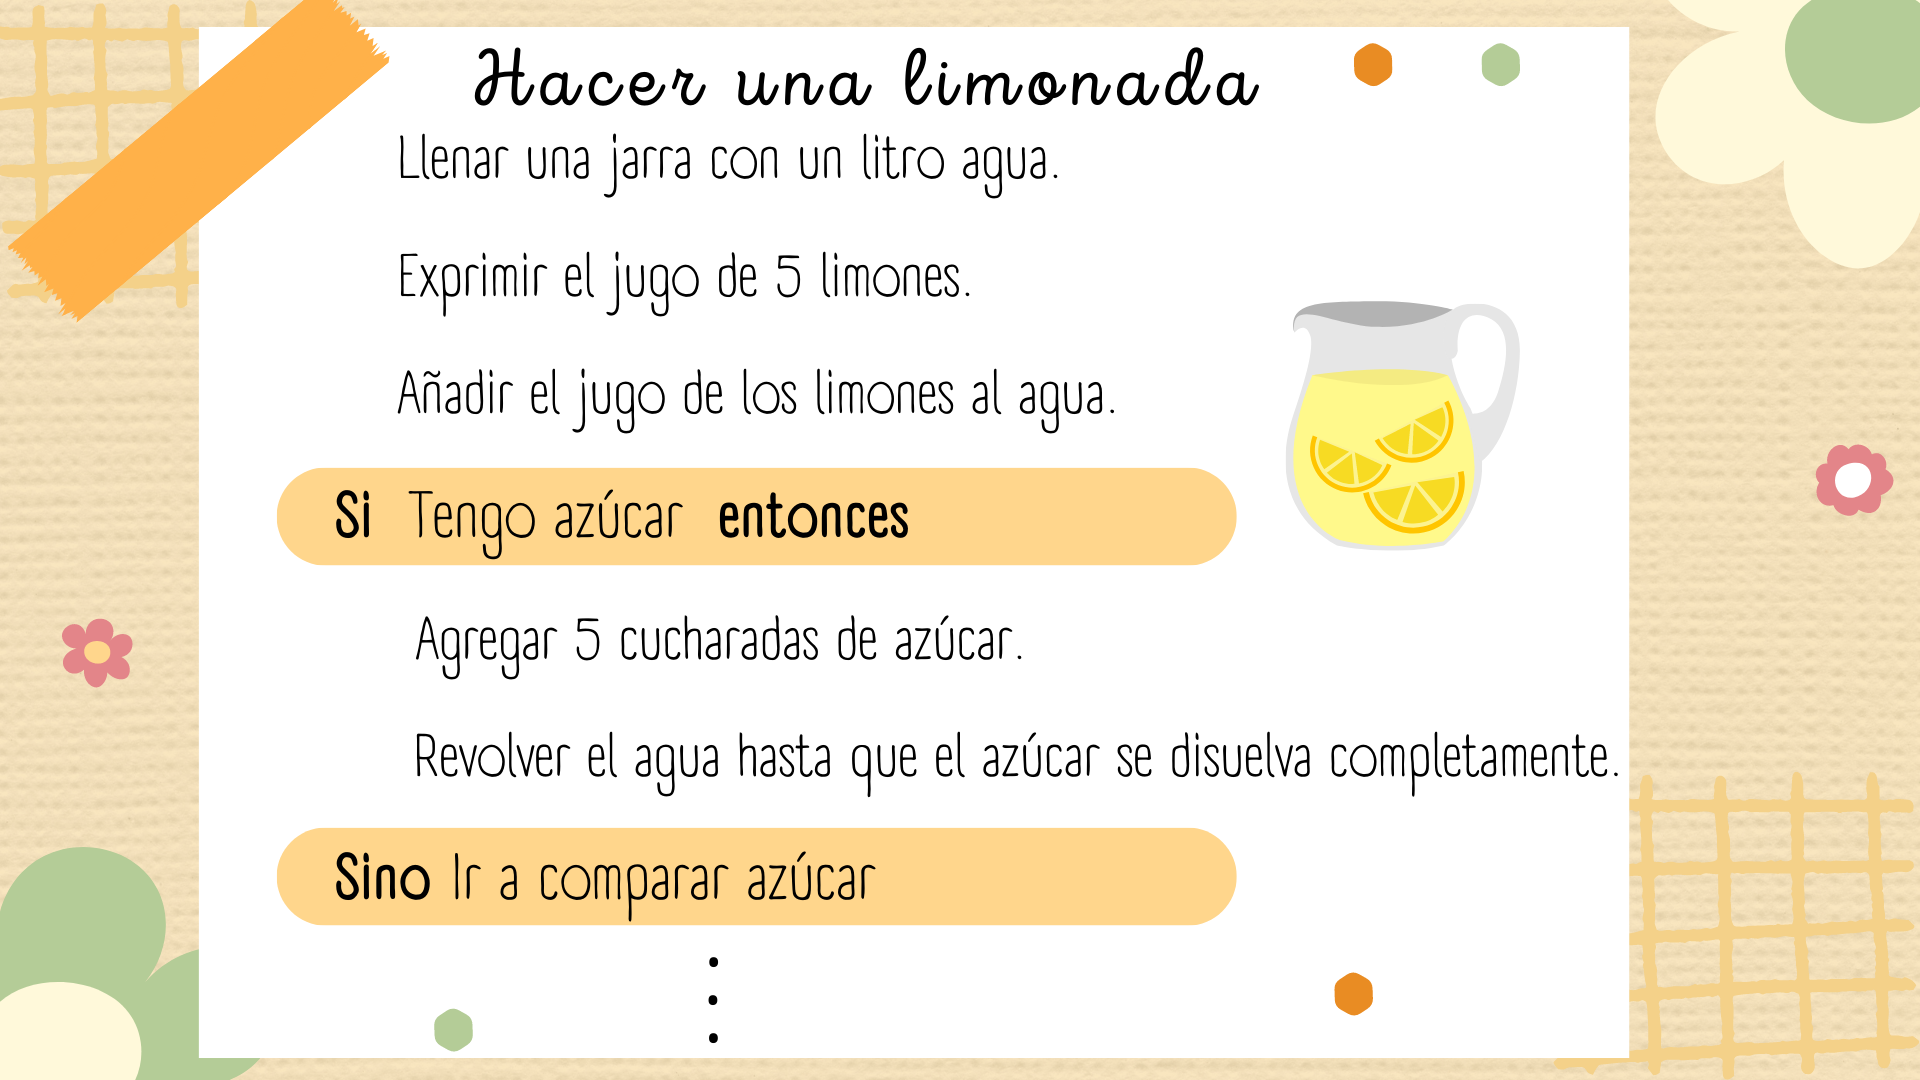 Hacer una limonada
Llenar una jarra con un litro agua.
Exprimir el jugo de 5 limones.
Añadir el jugo de los limones al agua.
Si Tengo azúcar entonces
Agregar 5 cucharadas de azúcar.
Revolver el agua hasta que el azúcar se disuelva completamente.
Sino Ir a comparar azúcar